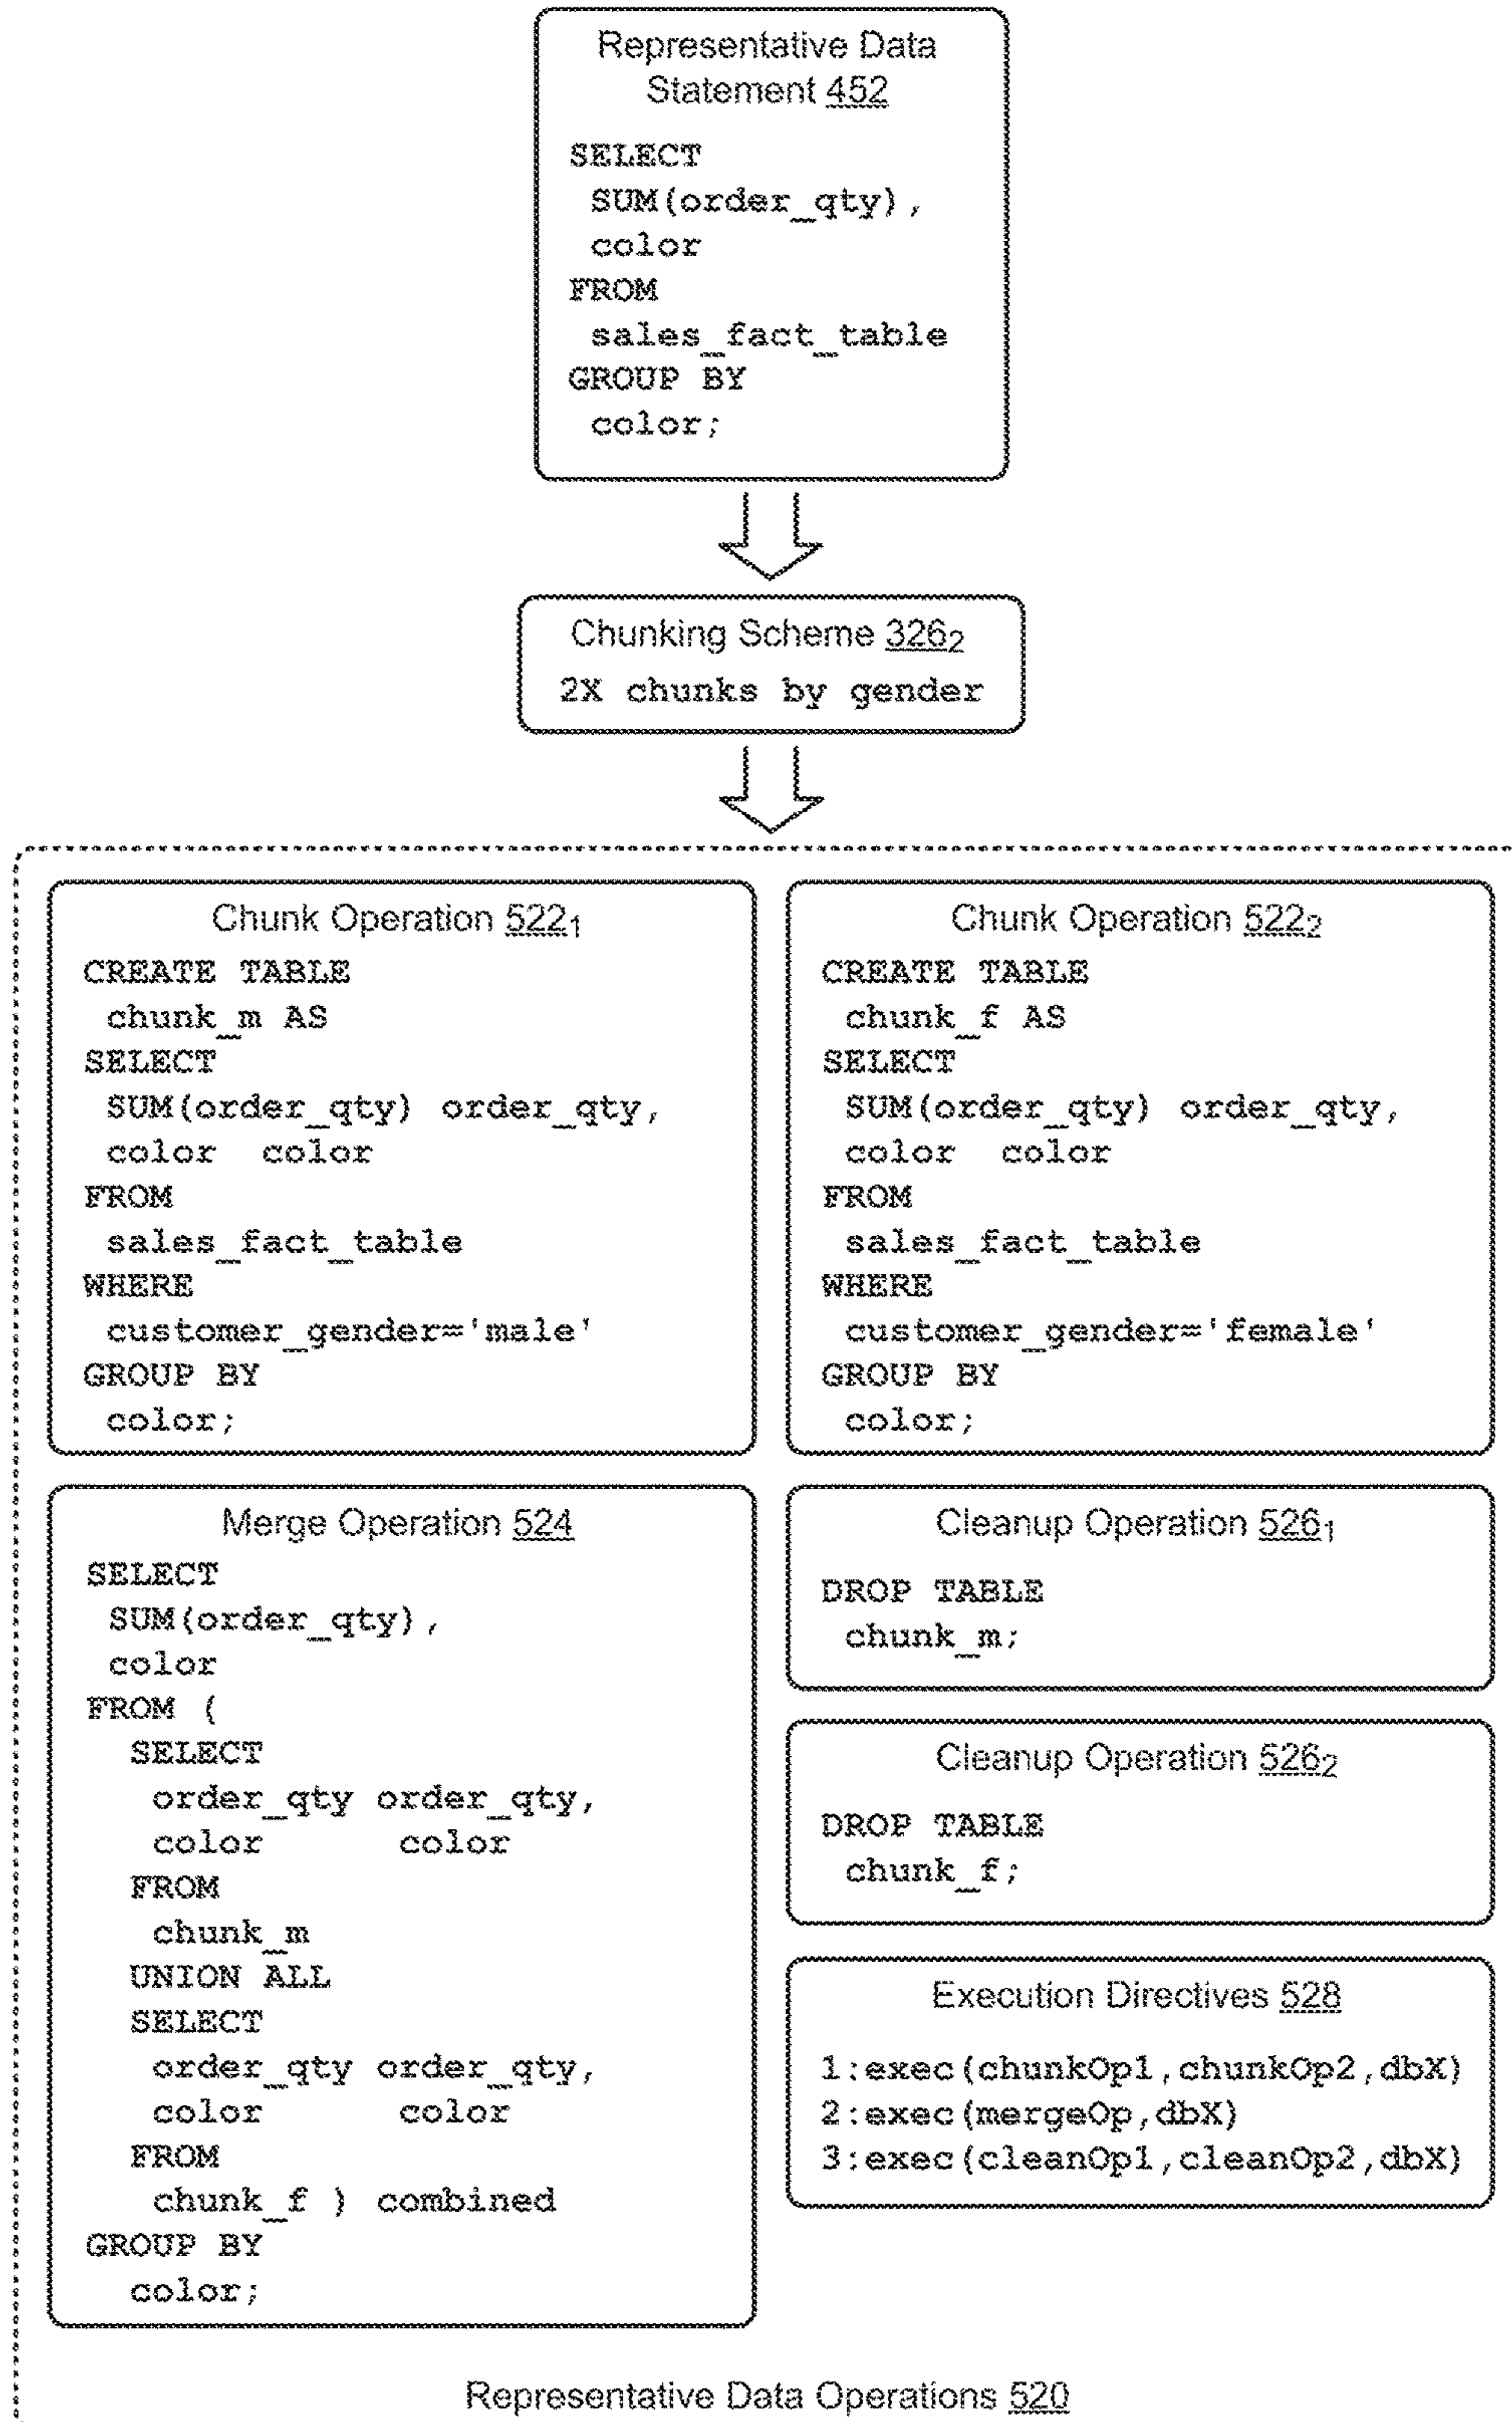 Representative Data
Statement 452
SELECT
SUM(order_qty),
color
FROM
sales_fact_table
GROUP BY
color;
Chunking Scheme 326₂
2X chunks by gender
Chunk Operation 522₁
CREATE TABLE
chunk_m AS
SELECT
SUM(order_qty) order_qty,
color color
FROM
sales_fact_table
WHERE
customer_gender='male'
GROUP BY
color;
Chunk Operation 522₂
CREATE TABLE
chunk_f AS
SELECT
SUM(order_qty) order_qty,
color color
FROM
sales_fact_table
WHERE
customer_gender='female'
GROUP BY
color;
Merge Operation 524
SELECT
SUM(order_qty),
color
FROM (
SELECT
order_qty order_qty,
color color
FROM
chunk_m
UNION ALL
SELECT
order_qty order_qty,
color color
FROM
chunk_f ) combined
GROUP BY
color;
Cleanup Operation 526₁
DROP TABLE
chunk_m;
Cleanup Operation 526₂
DROP TABLE
chunk_f;
Execution Directives 528
1:exec(chunkOp1,chunkOp2,dbX)
2:exec(mergeOp,dbX)
3:exec(cleanOp1,cleanOp2,dbX)
Representative Data Operations 520